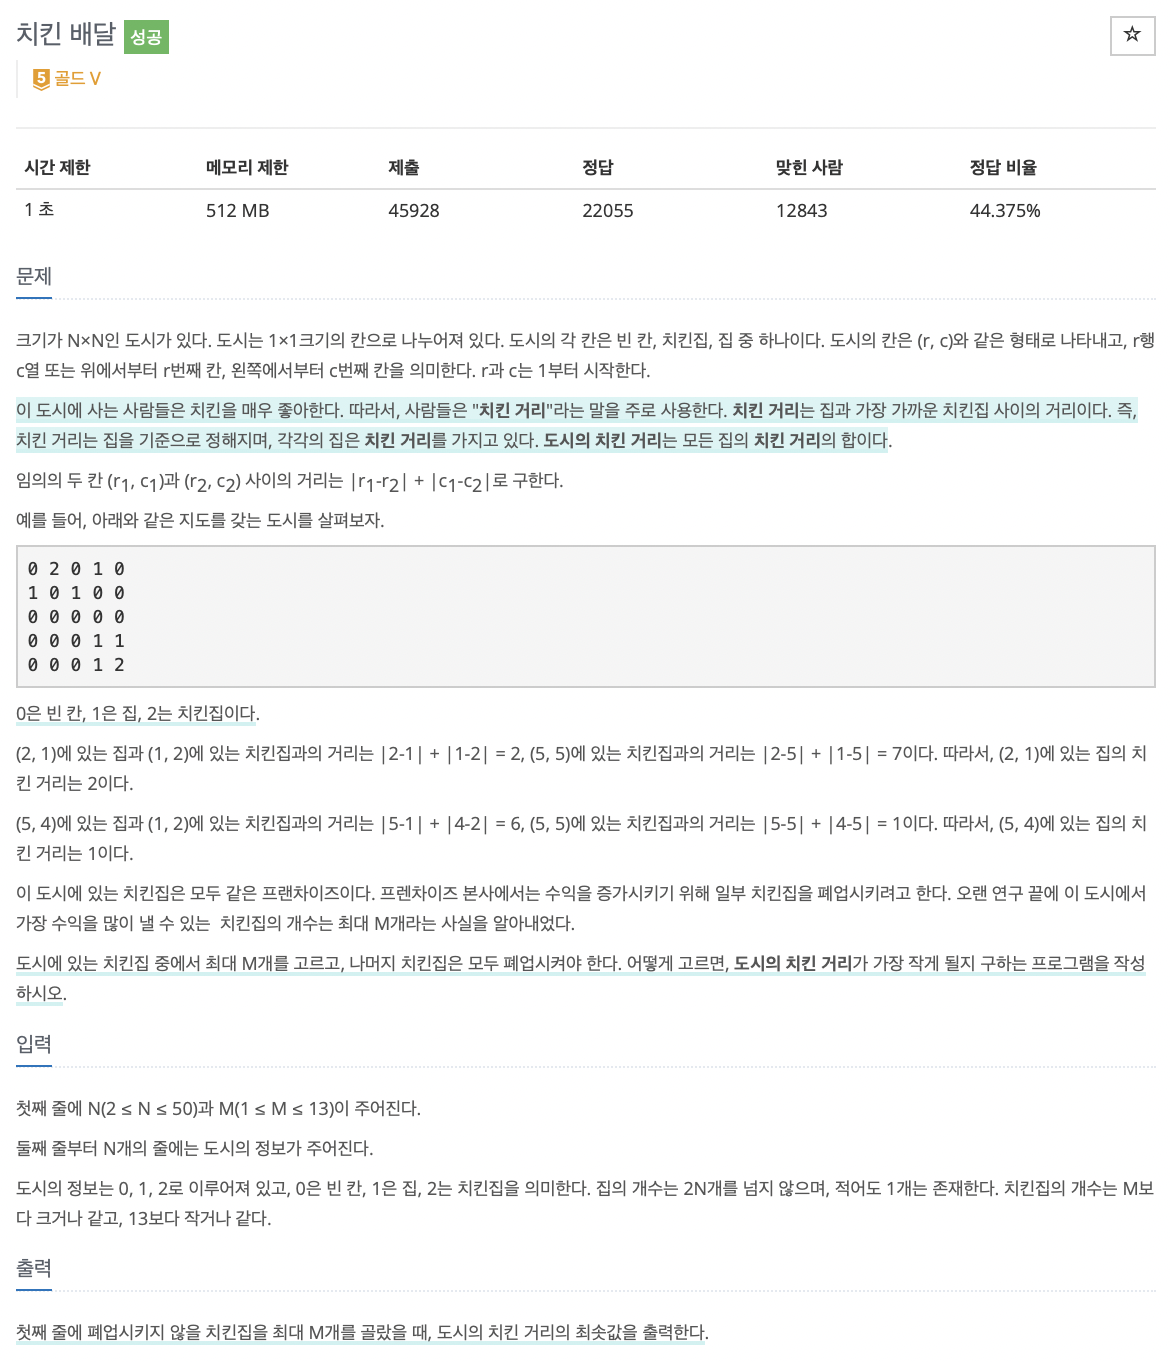 치킨 배달 성공
☆
5 골드 V
시간 제한 메모리 제한 제출 정답 맞힌 사람 정답 비율
1 초 512 MB 45928 22055 12843 44.375%
문제
크기가 N×N인 도시가 있다. 도시는 1×1크기의 칸으로 나누어져 있다. 도시의 각 칸은 빈 칸, 치킨집, 집 중 하나이다. 도시의 칸은 (r, c)와 같은 형태로 나타내고, r행
c열 또는 위에서부터 r번째 칸, 왼쪽에서부터 c번째 칸을 의미한다. r과 c는 1부터 시작한다.
이 도시에 사는 사람들은 치킨을 매우 좋아한다. 따라서, 사람들은 "치킨 거리"라는 말을 주로 사용한다. 치킨 거리는 집과 가장 가까운 치킨집 사이의 거리이다. 즉,
치킨 거리는 집을 기준으로 정해지며, 각각의 집은 치킨 거리를 가지고 있다. 도시의 치킨 거리는 모든 집의 치킨 거리의 합이다.
임의의 두 칸 (r1, c1)과 (r2, c2) 사이의 거리는 |r1-r2| + |c1-c2|로 구한다.
예를 들어, 아래와 같은 지도를 갖는 도시를 살펴보자.
0 2 0 1 0
1 0 1 0 0
0 0 0 0 0
0 0 0 1 1
0 0 0 1 2
0은 빈 칸, 1은 집, 2는 치킨집이다.
(2, 1)에 있는 집과 (1, 2)에 있는 치킨집과의 거리는 |2-1| + |1-2| = 2, (5, 5)에 있는 치킨집과의 거리는 |2-5| + |1-5| = 7이다. 따라서, (2, 1)에 있는 집의 치
킨 거리는 2이다.
(5, 4)에 있는 집과 (1, 2)에 있는 치킨집과의 거리는 |5-1| + |4-2| = 6, (5, 5)에 있는 치킨집과의 거리는 |5-5| + |4-5| = 1이다. 따라서, (5, 4)에 있는 집의 치
킨 거리는 1이다.
이 도시에 있는 치킨집은 모두 같은 프랜차이즈이다. 프렌차이즈 본사에서는 수익을 증가시키기 위해 일부 치킨집을 폐업시키려고 한다. 오랜 연구 끝에 이 도시에서
가장 수익을 많이 낼 수 있는  치킨집의 개수는 최대 M개라는 사실을 알아내었다.
도시에 있는 치킨집 중에서 최대 M개를 고르고, 나머지 치킨집은 모두 폐업시켜야 한다. 어떻게 고르면, 도시의 치킨 거리가 가장 작게 될지 구하는 프로그램을 작성
하시오.
입력
첫째 줄에 N(2 ≤ N ≤ 50)과 M(1 ≤ M ≤ 13)이 주어진다.
둘째 줄부터 N개의 줄에는 도시의 정보가 주어진다.
도시의 정보는 0, 1, 2로 이루어져 있고, 0은 빈 칸, 1은 집, 2는 치킨집을 의미한다. 집의 개수는 2N개를 넘지 않으며, 적어도 1개는 존재한다. 치킨집의 개수는 M보
다 크거나 같고, 13보다 작거나 같다.
출력
첫째 줄에 폐업시키지 않을 치킨집을 최대 M개를 골랐을 때, 도시의 치킨 거리의 최솟값을 출력한다.